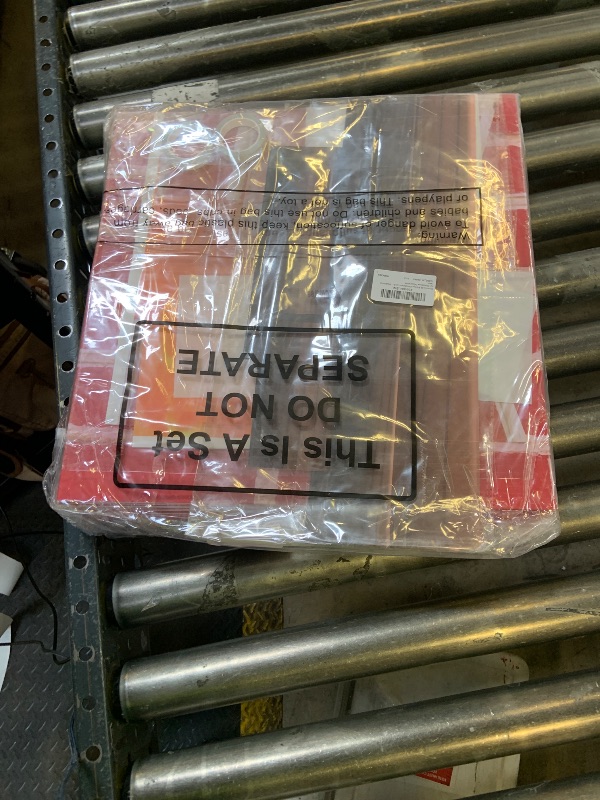 This Is A Set
DO NOT
SEPARATE
Warning:
To avoid danger of suffocation, keep this plastic bag away from
babies and children. Do not use this bag in cribs, beds, carriages
or playpens. This bag is not a toy.